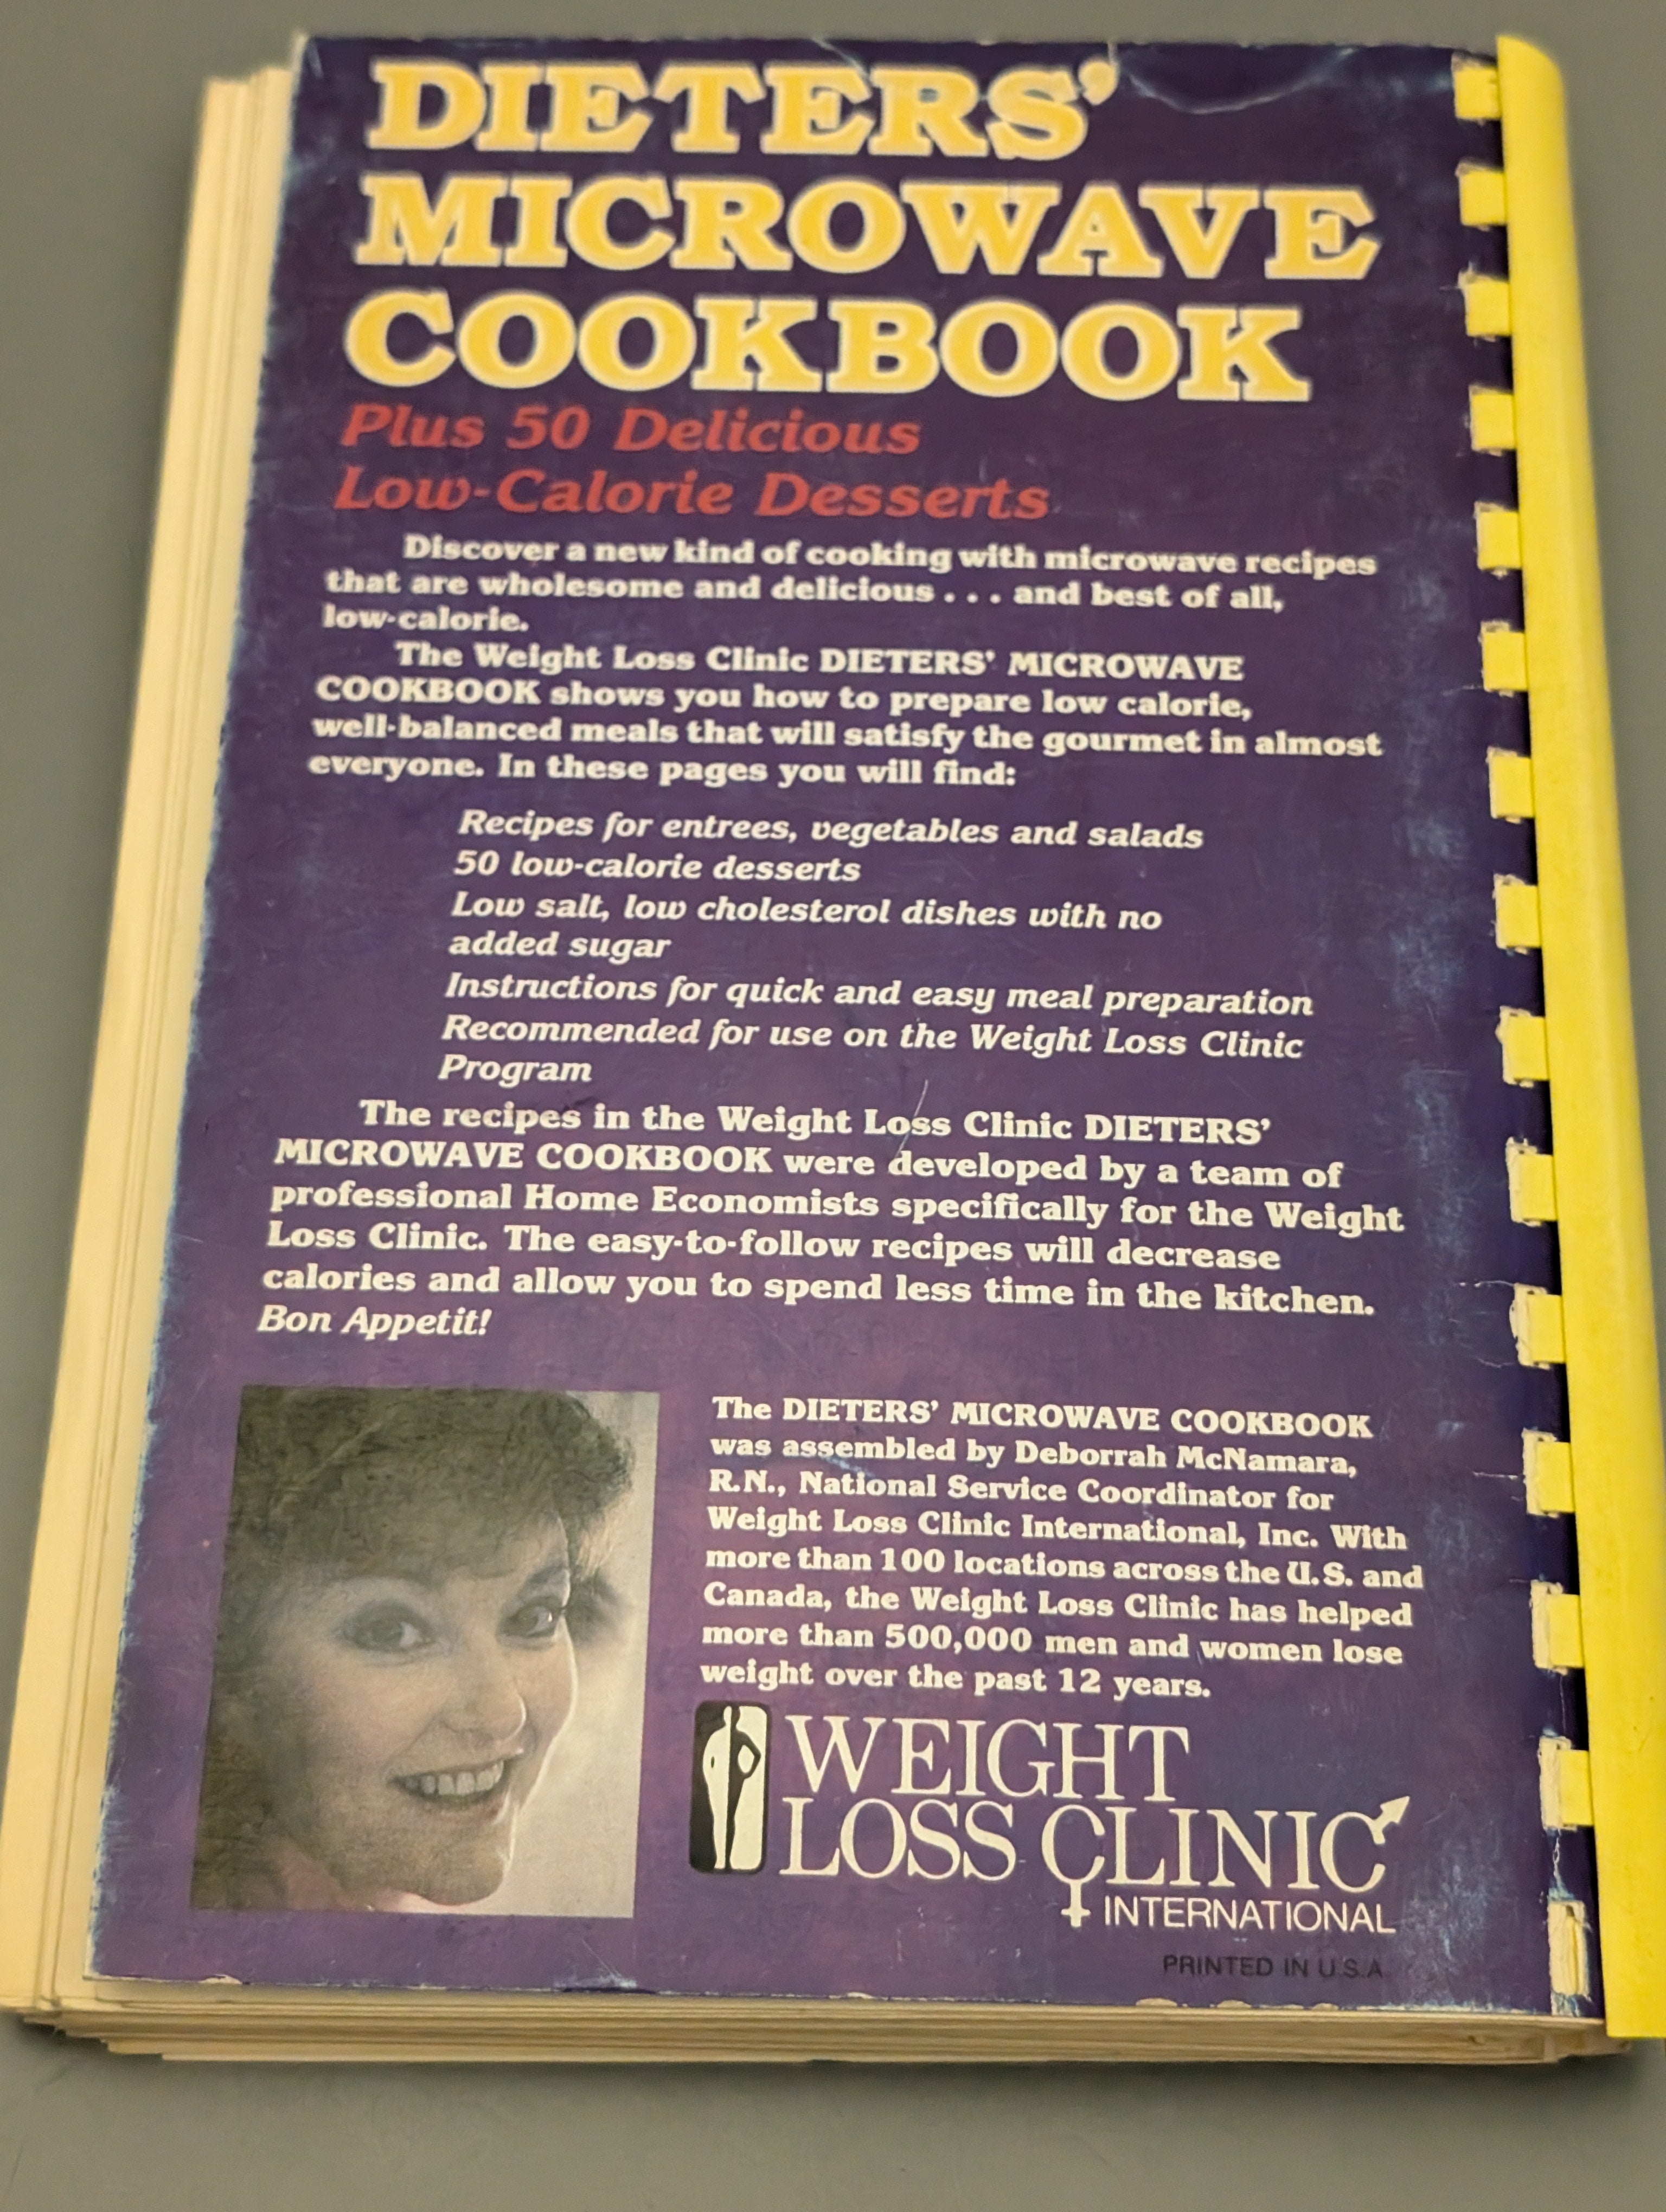 DIETERS'
MICROWAVE
COOKBOOK
Plus 50 Delicious
Low-Calorie Desserts
Discover a new kind of cooking with microwave recipes
that are wholesome and delicious . . . and best of all,
low-calorie.
The Weight Loss Clinic DIETERS' MICROWAVE
COOKBOOK shows you how to prepare low calorie,
well-balanced meals that will satisfy the gourmet in almost
everyone. In these pages you will find:
Recipes for entrees, vegetables and salads
50 low-calorie desserts
Low salt, low cholesterol dishes with no
added sugar
Instructions for quick and easy meal preparation
Recommended for use on the Weight Loss Clinic
Program
The recipes in the Weight Loss Clinic DIETERS'
MICROWAVE COOKBOOK were developed by a team of
professional Home Economists specifically for the Weight
Loss Clinic. The easy-to-follow recipes will decrease
calories and allow you to spend less time in the kitchen.
Bon Appetit!
The DIETERS' MICROWAVE COOKBOOK
was assembled by Deborrah McNamara,
R.N., National Service Coordinator for
Weight Loss Clinic International, Inc. With
more than 100 locations across the U.S. and
Canada, the Weight Loss Clinic has helped
more than 500,000 men and women lose
weight over the past 12 years.
WEIGHT
LOSS CLINIC
INTERNATIONAL
PRINTED IN U.S.A.